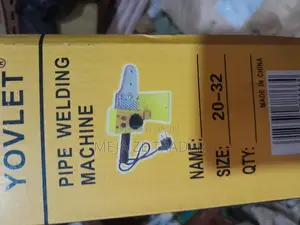 YOVLET
PIPE WELDING
MACHINE
NAME:
SIZE: 20-32
QTY:
MADE IN CHINA